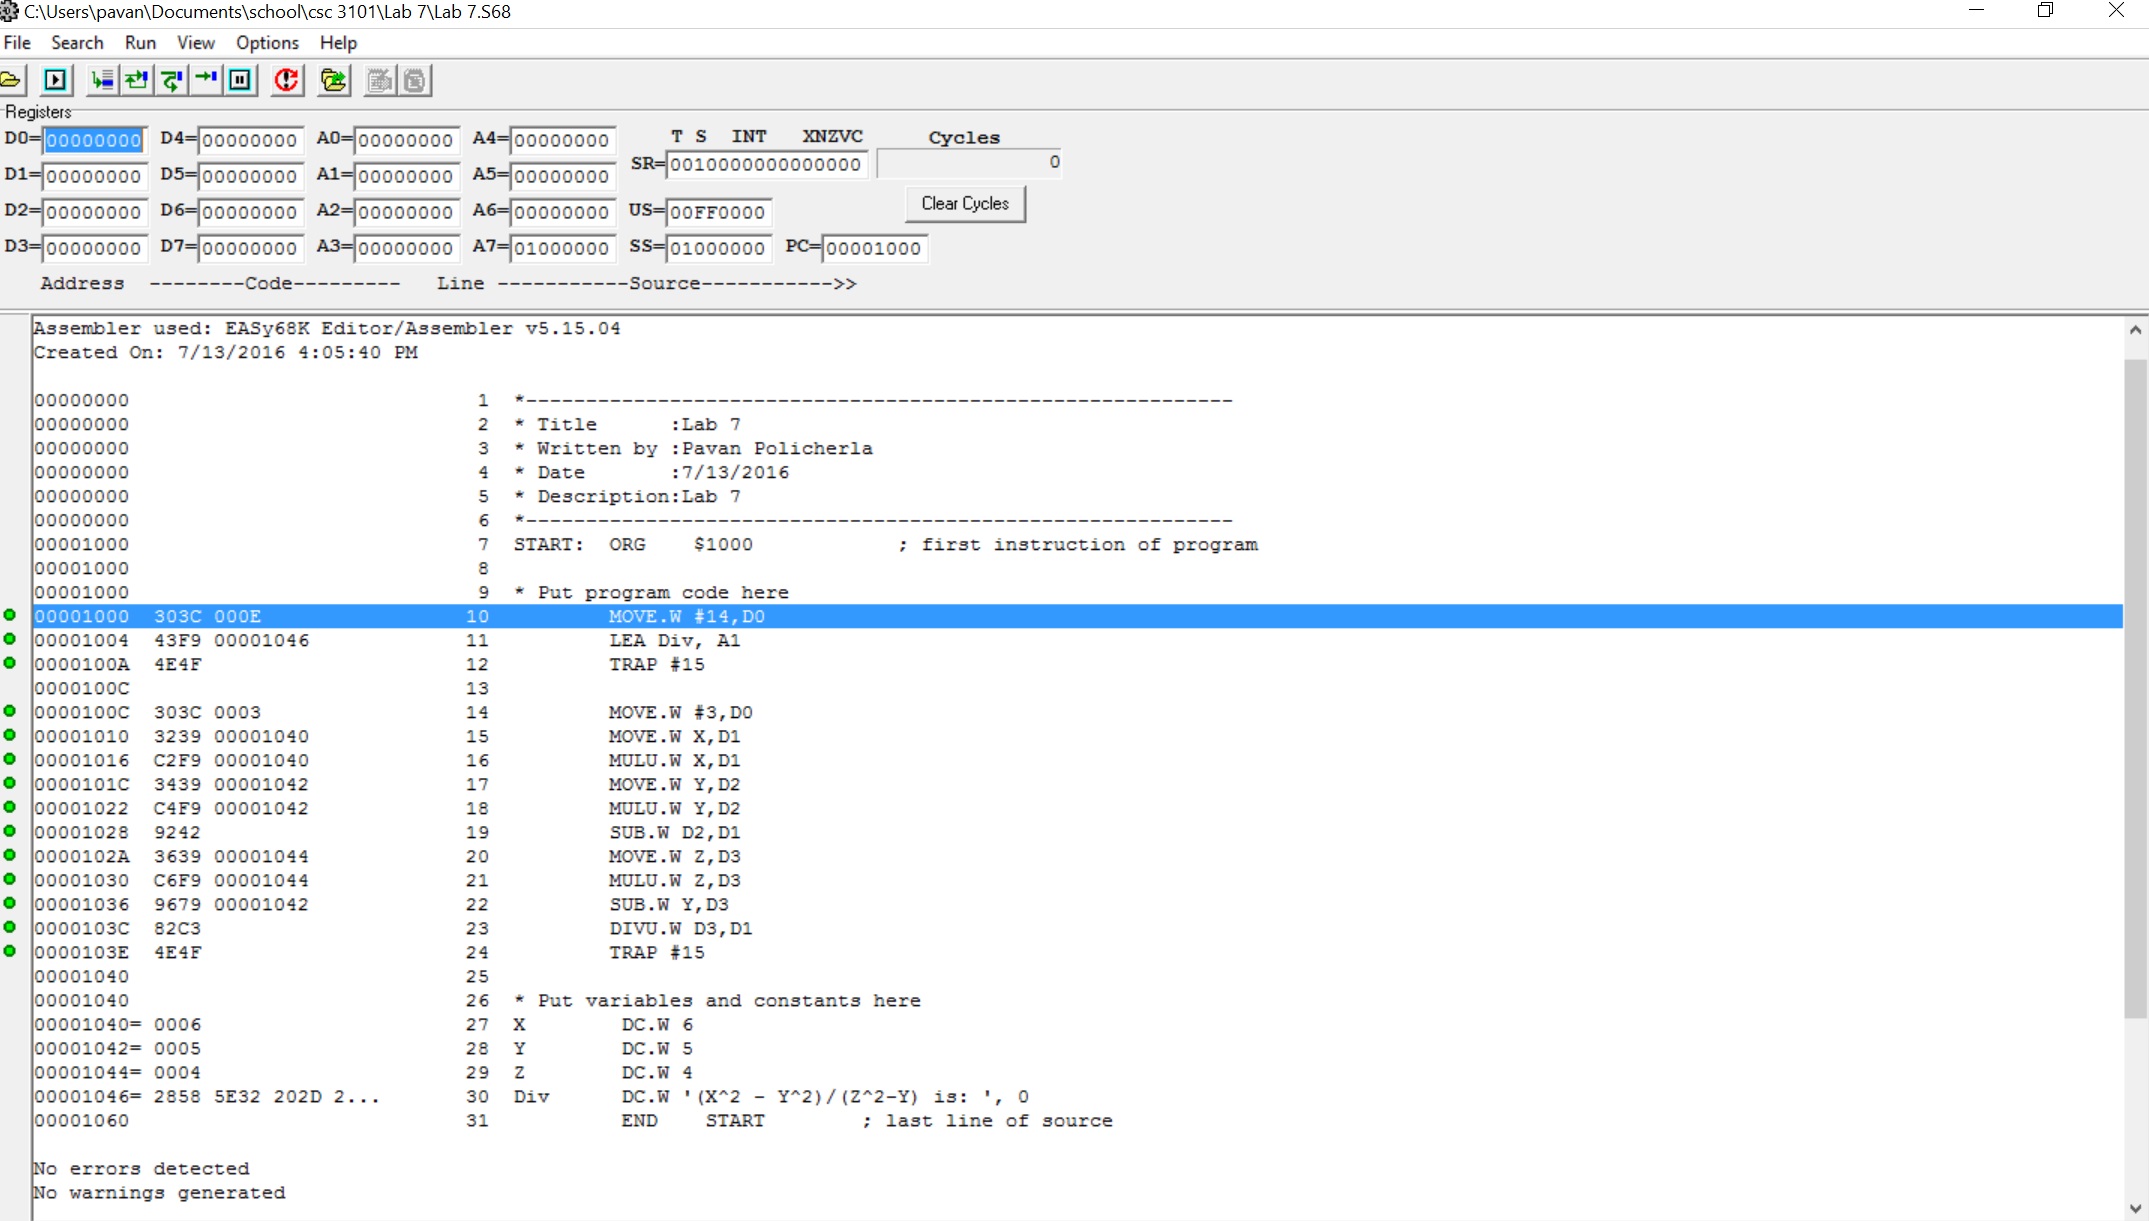 C:\Users\pavan\Documents\school\csc 3101\Lab 7\Lab 7.S68
File Search Run View Options Help
Registers
D0= 00000000 D4= 00000000 A0= 00000000 A4= 00000000 T S INT XNZVC Cycles
D1= 00000000 D5= 00000000 A1= 00000000 A5= 00000000 SR= 0010000000000000 0
Clear Cycles
D2= 00000000 D6= 00000000 A2= 00000000 A6= 00000000 US= 00FF0000
D3= 00000000 D7= 00000000 A3= 00000000 A7= 01000000 SS= 01000000 PC= 00001000
Address --------Code--------- Line -----------Source----------->>
Assembler used: EASy68K Editor/Assembler v5.15.04
Created On: 7/13/2016 4:05:40 PM
00000000 1 *-----------------------------------------------------------
00000000 2 * Title :Lab 7
00000000 3 * Written by :Pavan Policherla
00000000 4 * Date :7/13/2016
00000000 5 * Description:Lab 7
00000000 6 *-----------------------------------------------------------
00001000 7 START: ORG $1000 ; first instruction of program
00001000 8
00001000 9 * Put program code here
00001000 303C 000E 10 MOVE.W #14,D0
00001004 43F9 00001046 11 LEA Div, A1
0000100A 4E4F 12 TRAP #15
0000100C 13
0000100C 303C 0003 14 MOVE.W #3,D0
00001010 3239 00001040 15 MOVE.W X,D1
00001016 C2F9 00001040 16 MULU.W X,D1
0000101C 3439 00001042 17 MOVE.W Y,D2
00001022 C4F9 00001042 18 MULU.W Y,D2
00001028 9242 19 SUB.W D2,D1
0000102A 3639 00001044 20 MOVE.W Z,D3
00001030 C6F9 00001044 21 MULU.W Z,D3
00001036 9679 00001042 22 SUB.W Y,D3
0000103C 82C3 23 DIVU.W D3,D1
0000103E 4E4F 24 TRAP #15
00001040 25
00001040 26 * Put variables and constants here
00001040= 0006 27 X DC.W 6
00001042= 0005 28 Y DC.W 5
00001044= 0004 29 Z DC.W 4
00001046= 2858 5E32 202D 2... 30 Div DC.W '(X^2 - Y^2)/(Z^2-Y) is: ', 0
00001060 31 END START ; last line of source
No errors detected
No warnings generated